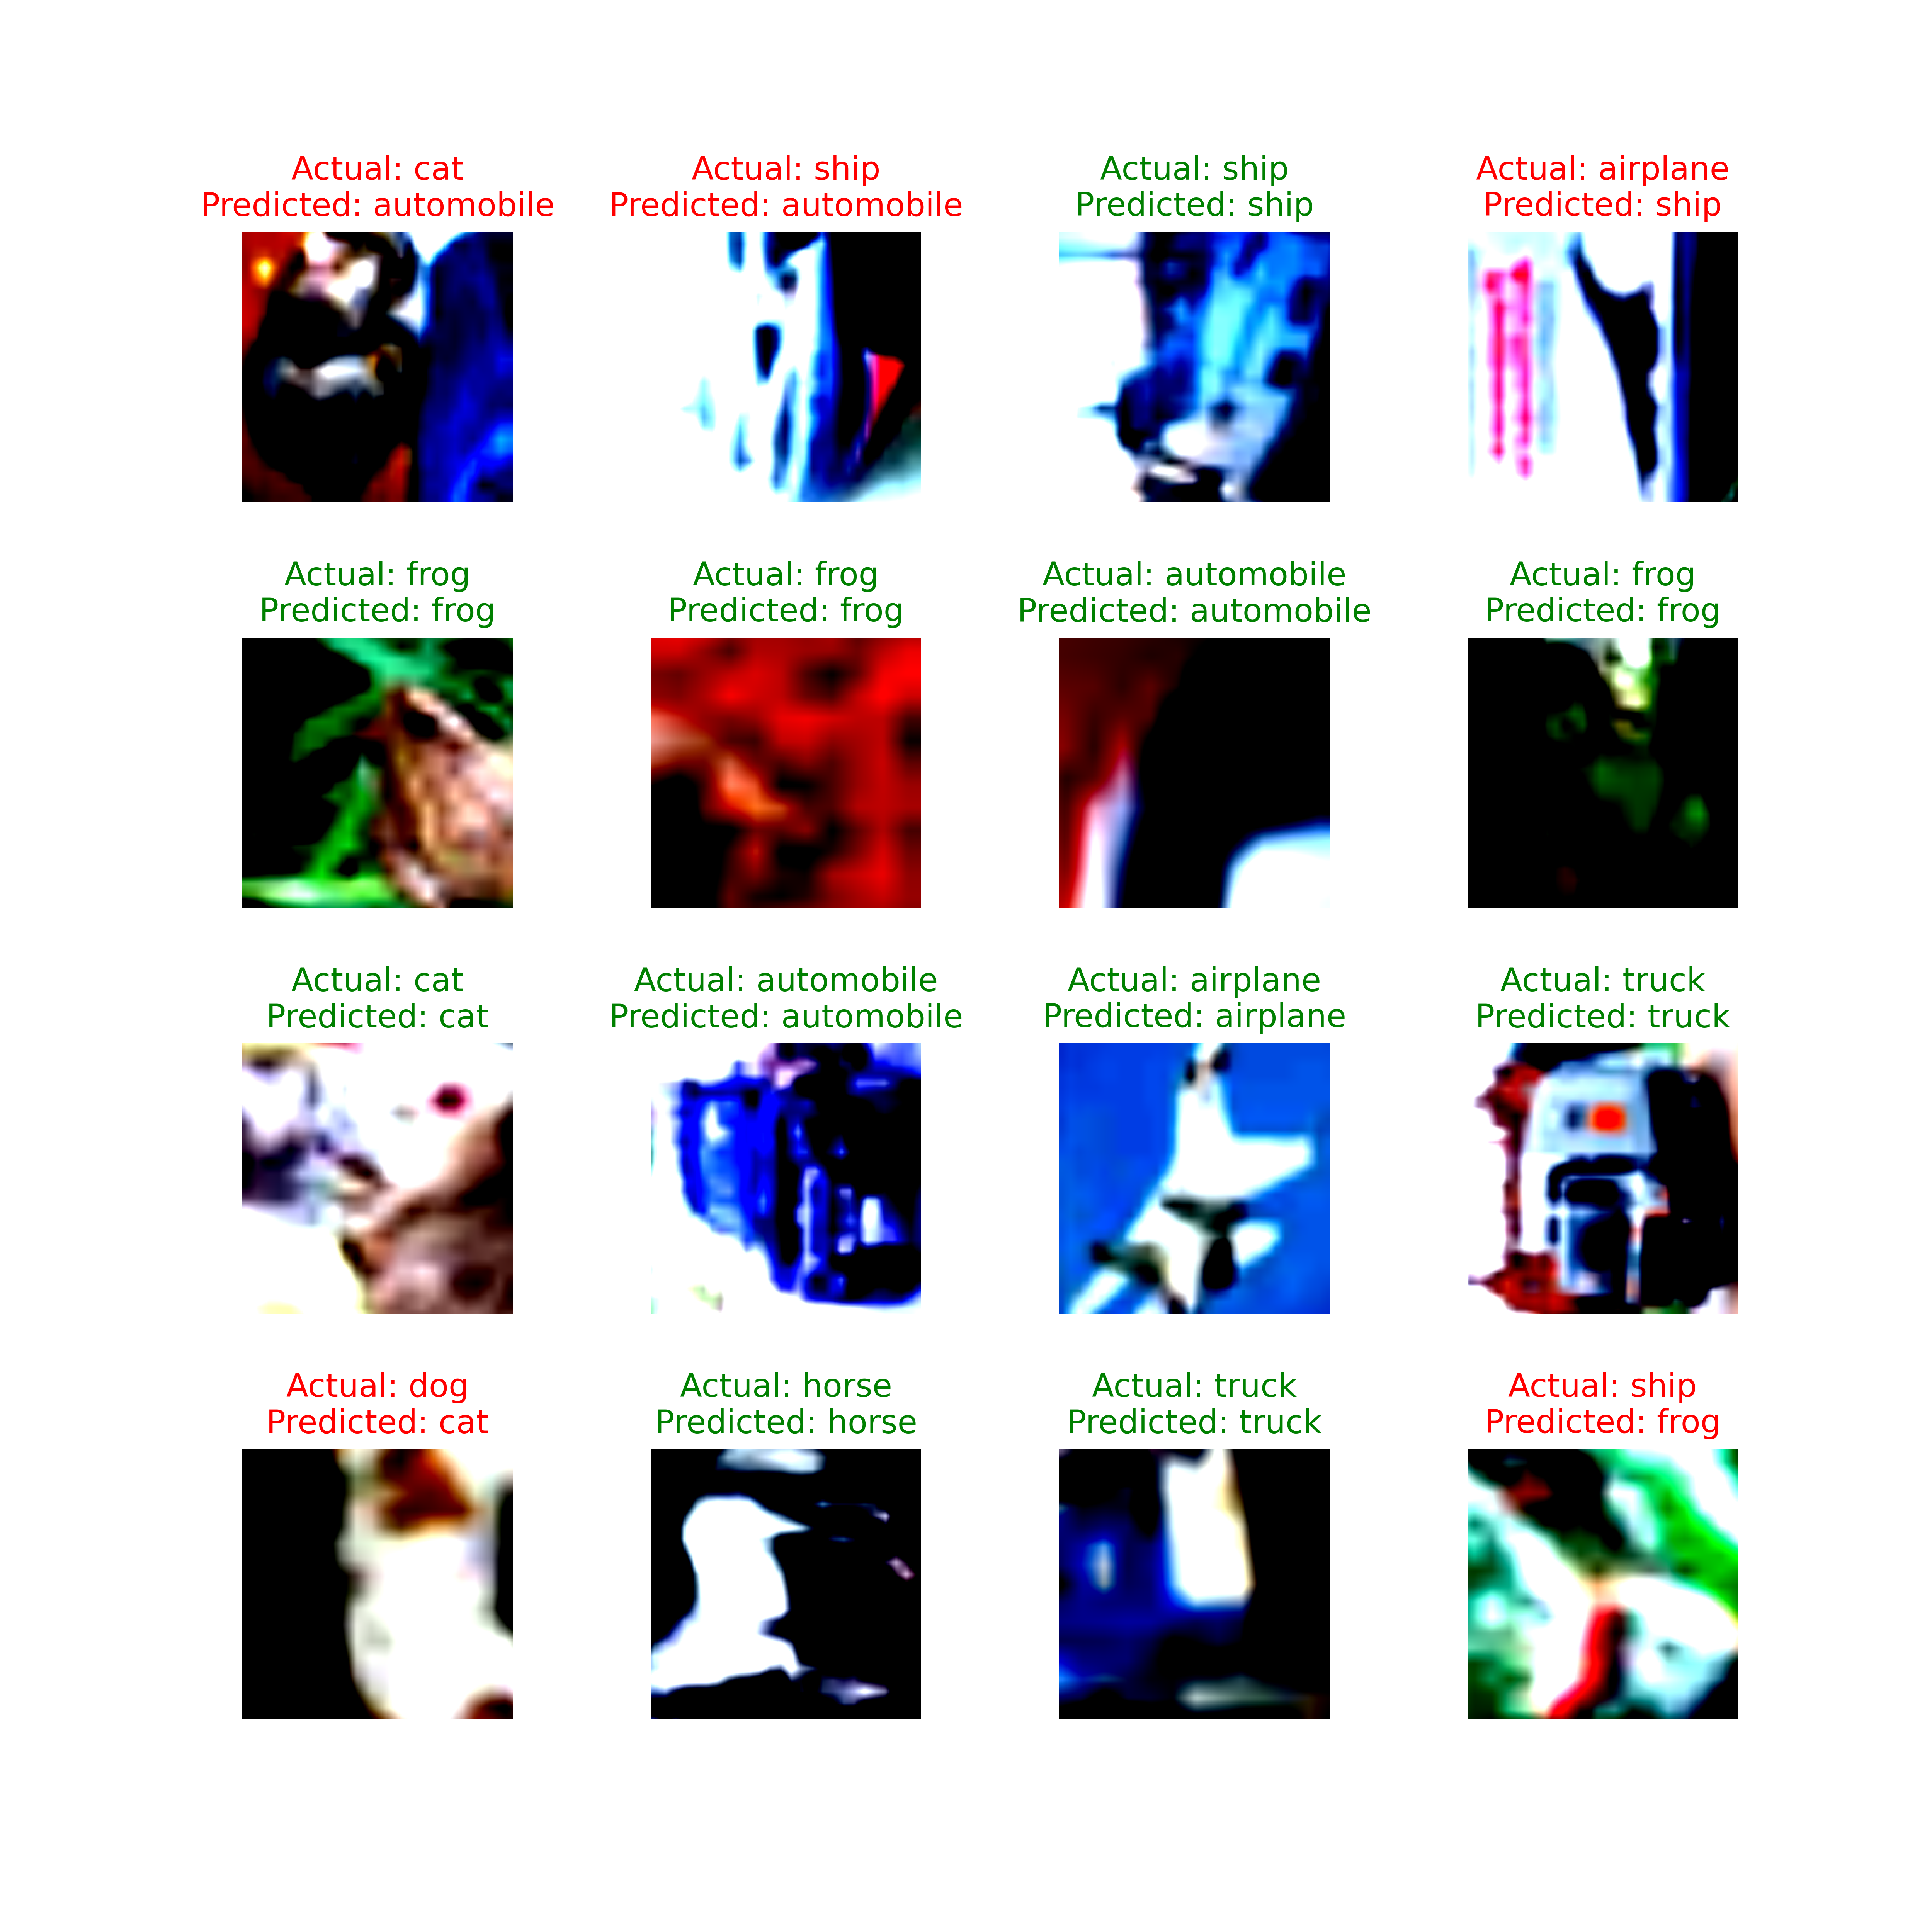 Actual: cat
Predicted: automobile
Actual: ship
Predicted: automobile
Actual: ship
Predicted: ship
Actual: airplane
Predicted: ship
Actual: frog
Predicted: frog
Actual: frog
Predicted: frog
Actual: automobile
Predicted: automobile
Actual: frog
Predicted: frog
Actual: cat
Predicted: cat
Actual: automobile
Predicted: automobile
Actual: airplane
Predicted: airplane
Actual: truck
Predicted: truck
Actual: dog
Predicted: cat
Actual: horse
Predicted: horse
Actual: truck
Predicted: truck
Actual: ship
Predicted: frog